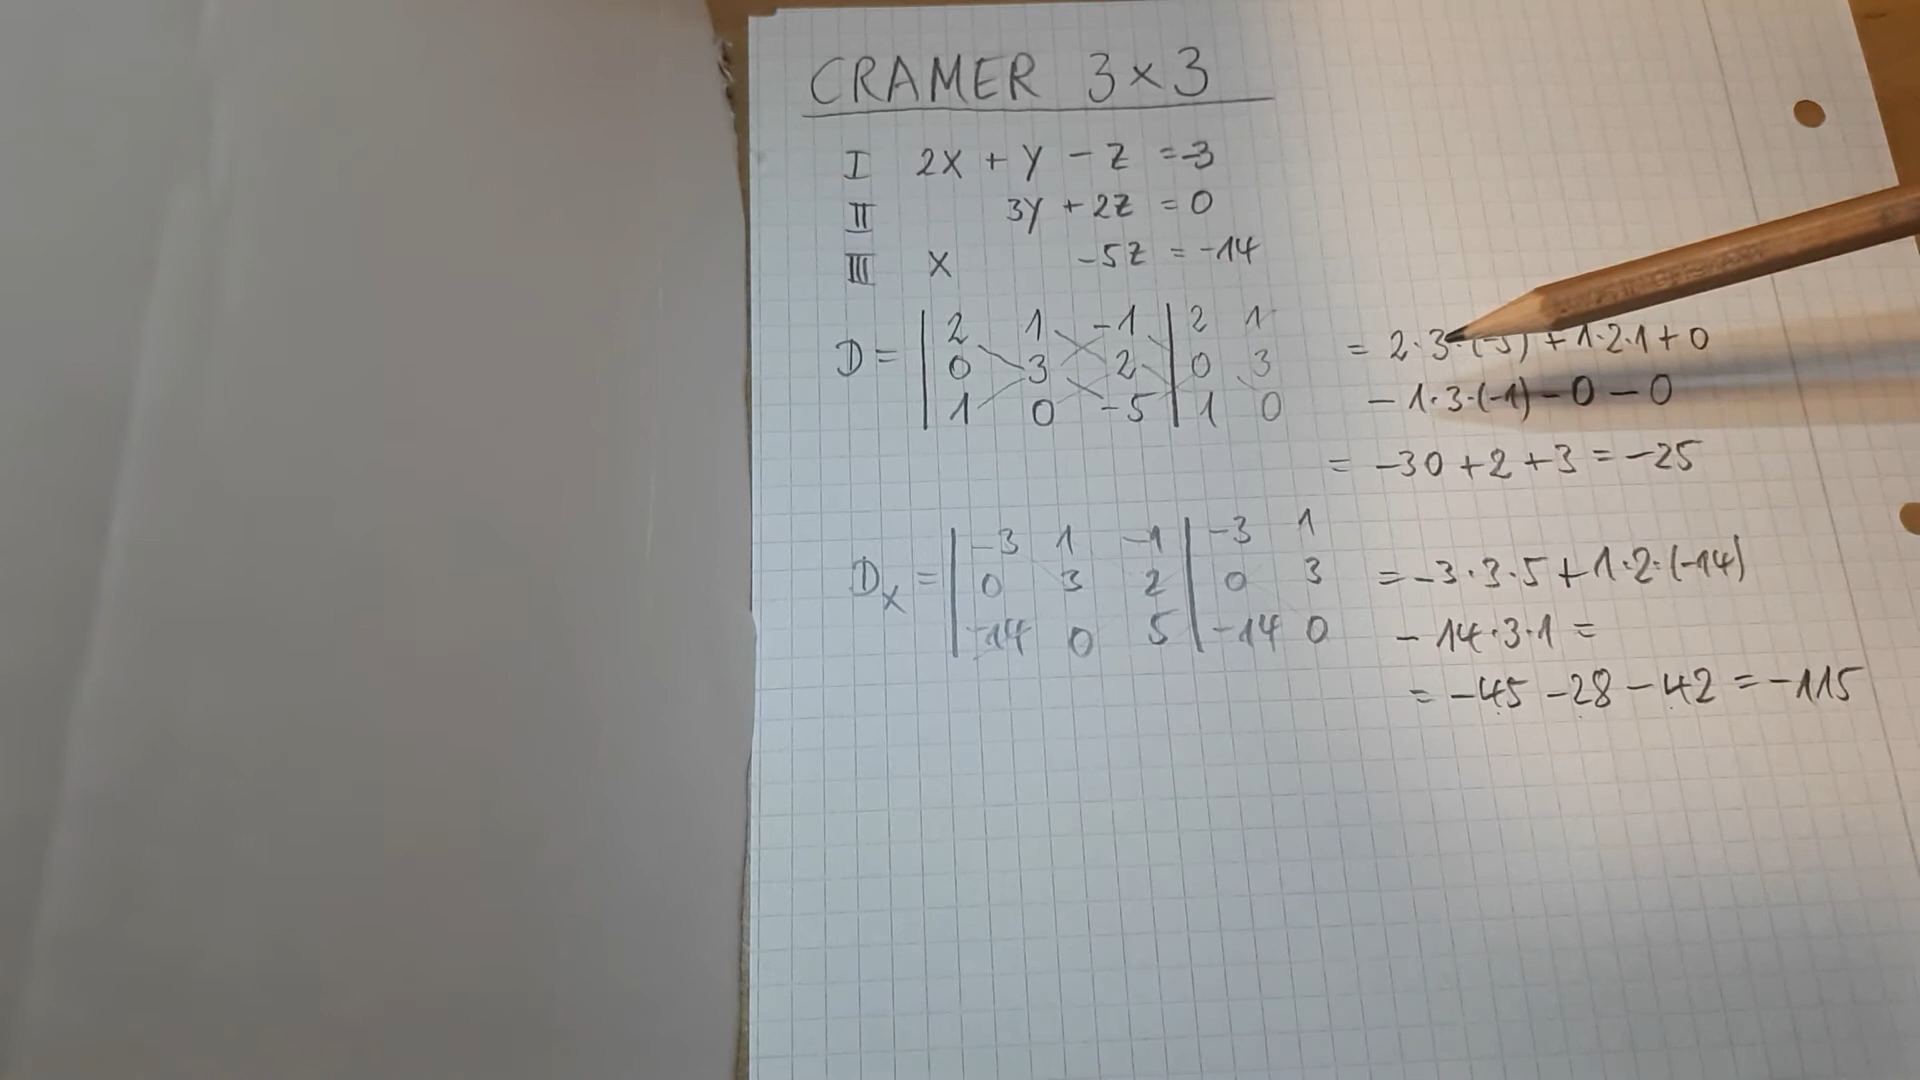 CRAMER 3×3
I 2X + Y - Z = -3
II 3Y + 2Z = 0
III X -5Z = -14
D = | 2 1 -1 | 2 1 = 2·3·(-5) + 1·2·1 + 0
0 3 2 | 0 3 - 1·3·(-1) - 0 - 0
1 0 -5 | 1 0
= -30 + 2 + 3 = -25
Dx = | -3 1 -1 | -3 1
0 3 2 | 0 3 = -3·3·5 + 1·2·(-14)
-14 0 5 | -14 0 - 14·3·1 =
= -45 - 28 - 42 = -115